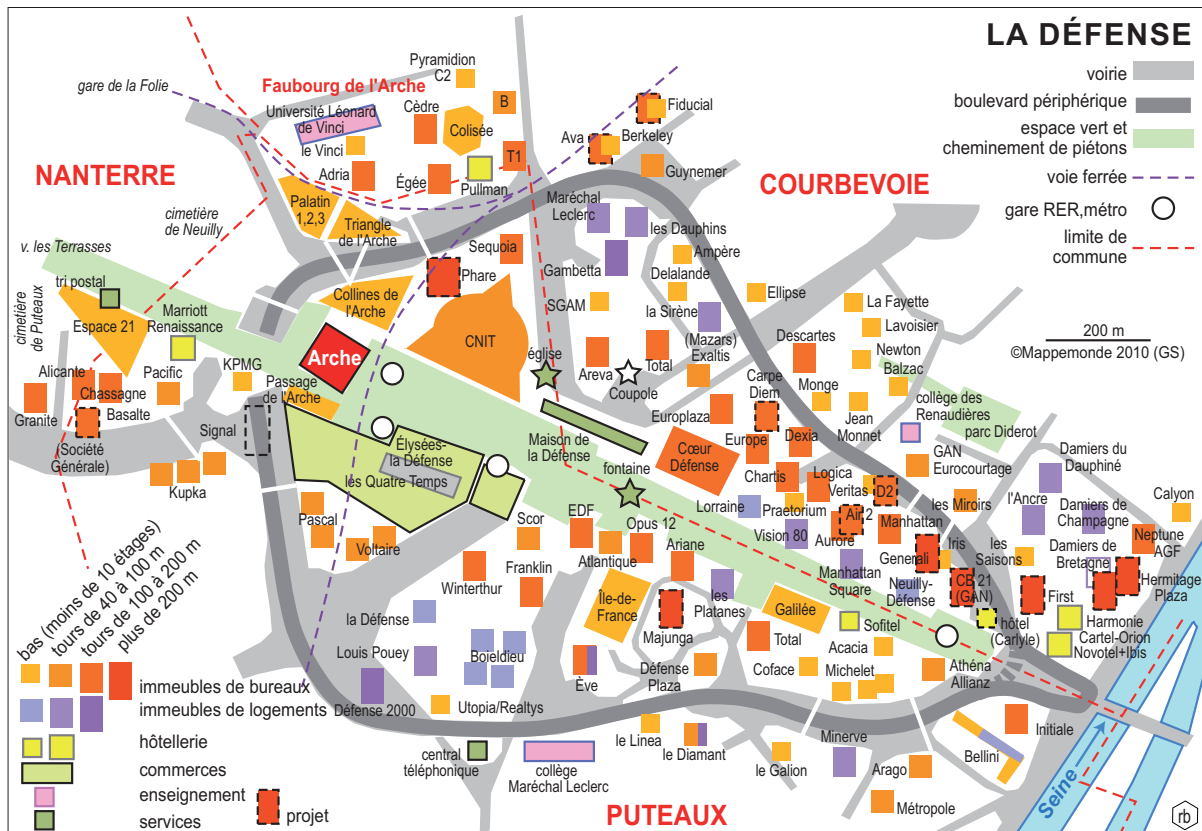 LA DÉFENSE
voirie
boulevard périphérique
espace vert et
cheminement de piétons
voie ferrée
gare RER,métro
limite de
commune
200 m
©Mappemonde 2010 (GS)
Pyramidion
C2
gare de la Folie
Faubourg de l'Arche
Université Léonard
de Vinci
Cèdre
B
Colisée
le Vinci
T1
Adria
Égée
Pullman
Fiducial
Ava
Berkeley
Guynemer
NANTERRE
COURBEVOIE
Palatin
1,2,3
cimetière
de Neuilly
Triangle
de l'Arche
Maréchal
Leclerc
les Dauphins
v. les Terrasses
Sequoia
Ampère
tri postal
Phare
Gambetta
Delalande
cimetière
de Puteaux
Marriott
Renaissance
Collines de
l'Arche
Ellipse
Espace 21
SGAM
la Sirène
La Fayette
Lavoisier
Descartes
(Mazars)
Exaltis
Newton
CNIT
Arche
église
Areva
Total
Coupole
Balzac
KPMG
Alicante
Pacific
Chassagne
Carpe
Diem
Monge
Passage
de l'Arche
Granite
Basalte
Europlaza
Jean
Monnet
collège des
Renaudières
parc Diderot
Signal
(Société
Générale)
Élysées-
la Défense
Maison de
la Défense
Cœur
Défense
Europe
Dexia
Damiers du
Dauphiné
GAN
Eurocourtage
les Quatre Temps
fontaine
Chartis
Logica
Kupka
Veritas
D2
les Miroirs
l'Ancre
Damiers de
Champagne
Calyon
Lorraine
Praetorium
Air 2
Pascal
Scor
EDF
Opus 12
Vision 80
Aurore
Manhattan
Iris
les
Saisons
Neptune
AGF
Voltaire
Atlantique
Ariane
Generali
Damiers de
Bretagne
Winterthur
Franklin
Manhattan
Square
Neuilly-
Défense
CB 21
(GAN)
First
Hermitage
Plaza
Île-de-
France
les
Platanes
Galilée
la Défense
Sofitel
hôtel
(Carlyle)
Harmonie
Cartel-Orion
Novotel+Ibis
Majunga
Total
Louis Pouey
Boieldieu
Acacia
Défense
Plaza
Coface
Michelet
Athéna
Allianz
Ève
Défense 2000
Utopia/Realtys
le Linea
le Diamant
Minerve
Initiale
central
téléphonique
collège
Maréchal Leclerc
le Galion
Arago
Bellini
Métropole
PUTEAUX
Seine
bas (moins de 10 étages)
tours de 40 à 100 m
tours de 100 à 200 m
plus de 200 m
immeubles de bureaux
immeubles de logements
hôtellerie
commerces
enseignement
services
projet
rb